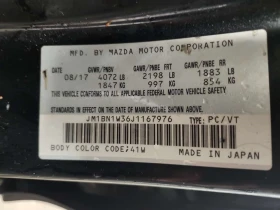 MFD. BY MAZDA MOTOR CORPORATION
GVWR/PNBV GAWR/PNBE FRT GAWR/PNBE RR
08/17 4072 LB 2198 LB 1883 LB
1847 KG 997 KG 854 KG
THIS VEHICLE CONFORMS TO ALL APPLICABLE
FEDERAL MOTOR VEHICLE SAFETY
STANDARDS IN EFFECT ON THE DATE OF MANUFACTURE SHOWN ABOVE.
JM1BN1W36J1167976 TYPE: PC/VT
BODY COLOR CODE:41W MADE IN JAPAN